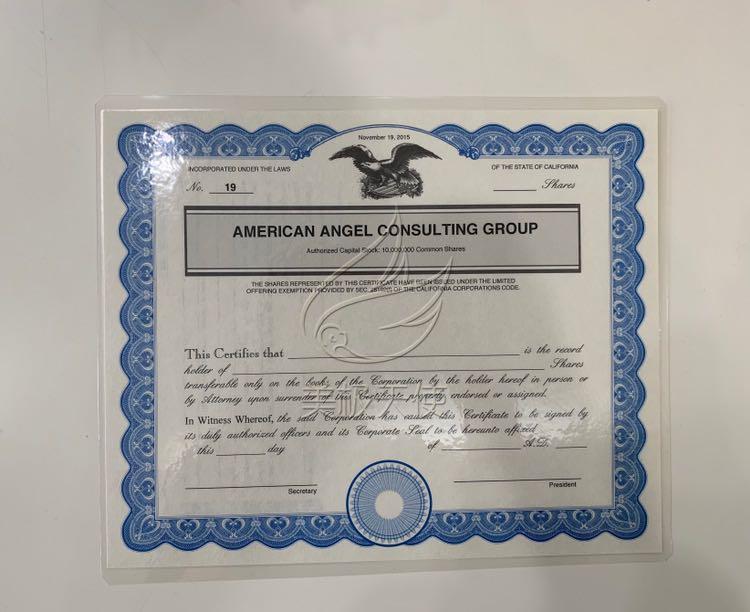 November 19, 2015
INCORPORATED UNDER THE LAWS
OF THE STATE OF CALIFORNIA
No. 19
Shares
AMERICAN ANGEL CONSULTING GROUP
Authorized Capital Stock: 10,000,000 Common Shares
THE SHARES REPRESENTED BY THIS CERTIFICATE HAVE BEEN ISSUED UNDER THE LIMITED
OFFERING EXEMPTION PROVIDED BY SEC. OF THE CALIFORNIA CORPORATIONS CODE.
This Certifies that is the record
holder of Shares
transferable only on the books of the Corporation by the holder hereof in person or
by Attorney upon surrender of this Certificate properly endorsed or assigned.
In Witness Whereof, the said Corporation has caused this Certificate to be signed by
its duly authorized officers and its Corporate Seal to be hereunto affixed
this day of A.D.
Secretary
President